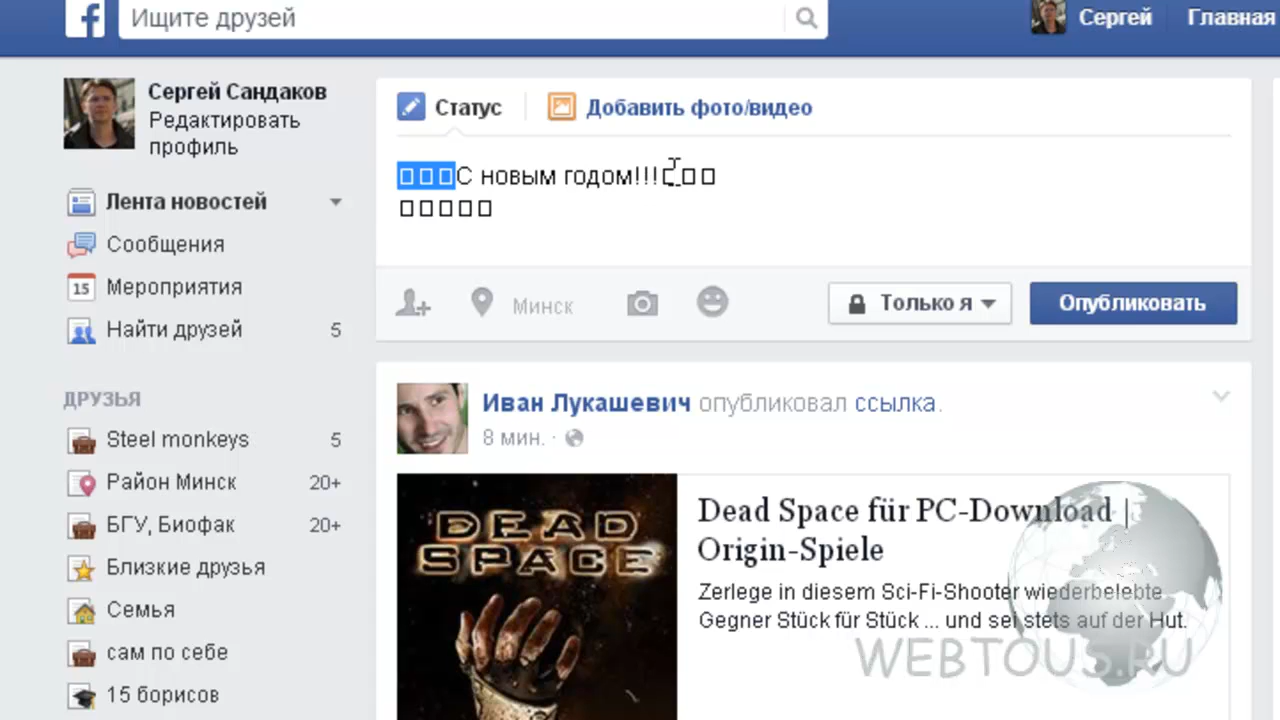 Ищите друзей
Сергей
Главная
Сергей Сандаков
Редактировать
профиль
Статус
Добавить фото/видео
□□□С новым годом!!!□□□
□□□□□
Лента новостей
Сообщения
15 Мероприятия
Найти друзей 5
Минск
Только я
Опубликовать
ДРУЗЬЯ
Steel monkeys 5
Район Минск 20+
БГУ, Биофак 20+
Близкие друзья
Семья
сам по себе
15 борисов
Иван Лукашевич опубликовал ссылка.
8 мин. ·
DEAD
SPACE
Dead Space für PC-Download |
Origin-Spiele
Zerlege in diesem Sci-Fi-Shooter wiederbelebte
Gegner Stück für Stück ... und sei stets auf der Hut.
WEBTOUS.RU